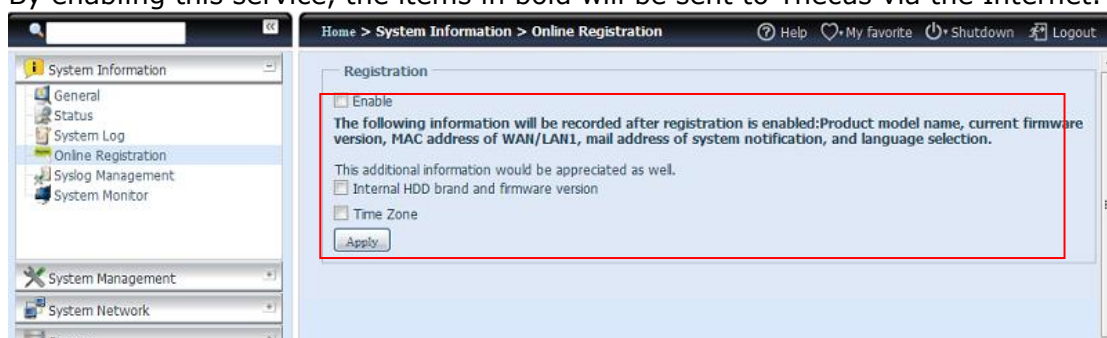 By enabling this service, the items in bold will be sent to Thecus via the Internet.
Home > System Information > Online Registration
Help
My favorite
Shutdown
Logout
System Information
General
Status
System Log
Online Registration
Syslog Management
System Monitor
System Management
System Network
Registration
Enable
The following information will be recorded after registration is enabled:Product model name, current firmware
version, MAC address of WAN/LAN1, mail address of system notification, and language selection.
This additional information would be appreciated as well.
Internal HDD brand and firmware version
Time Zone
Apply